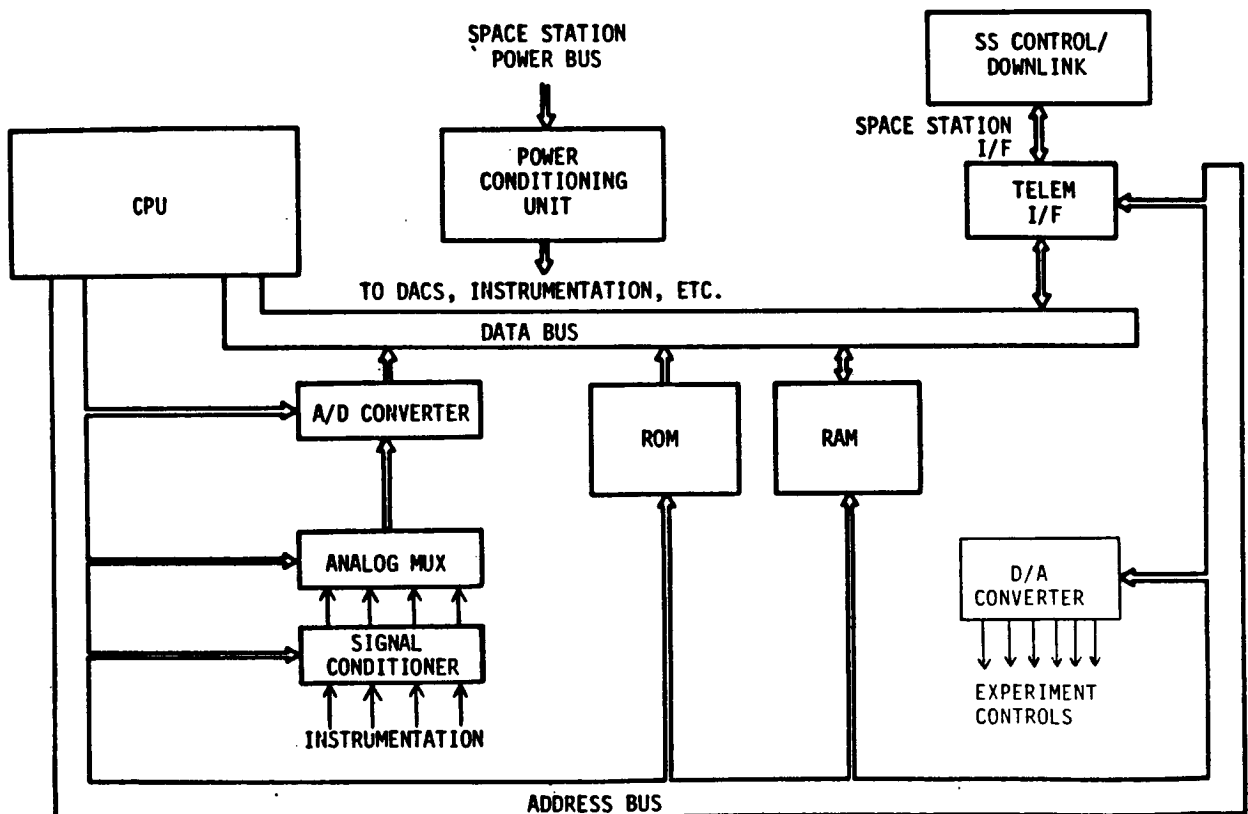 SPACE STATION
POWER BUS
SS CONTROL/
DOWNLINK
SPACE STATION
I/F
CPU
POWER
CONDITIONING
UNIT
TELEM
I/F
TO DACS, INSTRUMENTATION, ETC.
DATA BUS
A/D CONVERTER
ROM
RAM
ANALOG MUX
D/A
CONVERTER
SIGNAL
CONDITIONER
EXPERIMENT
CONTROLS
INSTRUMENTATION
ADDRESS BUS